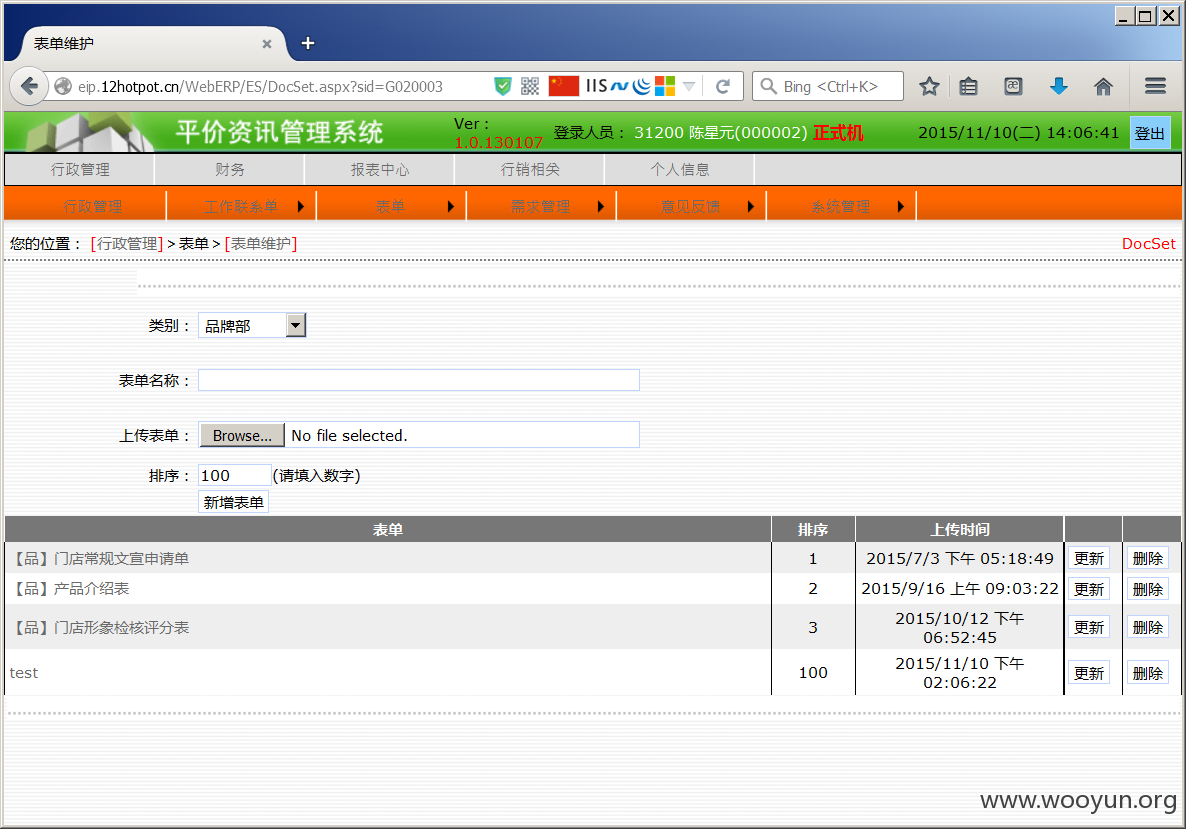 表单维护
eip.12hotpot.cn/WebERP/ES/DocSet.aspx?sid=G020003
IIS
Bing <Ctrl+K>
平价资讯管理系统
Ver：
1.0.130107
登录人员： 31200 陈星元(000002) 正式机
2015/11/10(二) 14:06:41
登出
行政管理 财务 报表中心 行销相关 个人信息
行政管理 工作联系单 表单 需求管理 意见反馈 系统管理
您的位置： [行政管理] > 表单 > [表单维护]
DocSet
类别： 品牌部
表单名称：
上传表单： Browse... No file selected.
排序： 100 (请填入数字)
新增表单
表单 排序 上传时间
【品】门店常规文宣申请单 1 2015/7/3 下午 05:18:49 更新 删除
【品】产品介绍表 2 2015/9/16 上午 09:03:22 更新 删除
【品】门店形象检核评分表 3 2015/10/12 下午
06:52:45 更新 删除
test 100 2015/11/10 下午
02:06:22 更新 删除
www.wooyun.org